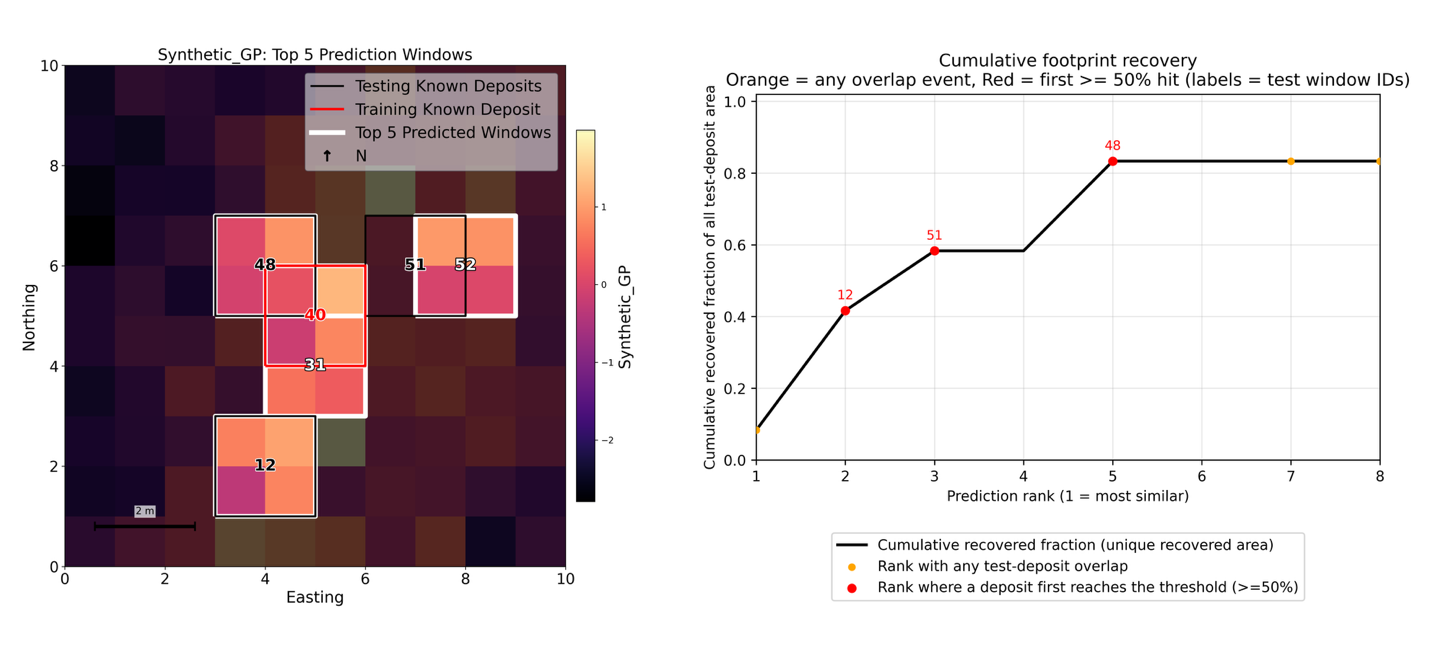 Synthetic_GP: Top 5 Prediction Windows
10
8
6
4
2
0
0
2
4
6
8
10
Easting
Northing
Testing Known Deposits
Training Known Deposit
Top 5 Predicted Windows
N
48
51
52
40
31
12
2 m
1
0
−1
−2
Synthetic_GP
Cumulative footprint recovery
Orange = any overlap event, Red = first >= 50% hit (labels = test window IDs)
Cumulative recovered fraction of all test-deposit area
1.0
0.8
0.6
0.4
0.2
0.0
48
51
12
1
2
3
4
5
6
7
8
Prediction rank (1 = most similar)
Cumulative recovered fraction (unique recovered area)
Rank with any test-deposit overlap
Rank where a deposit first reaches the threshold (>=50%)